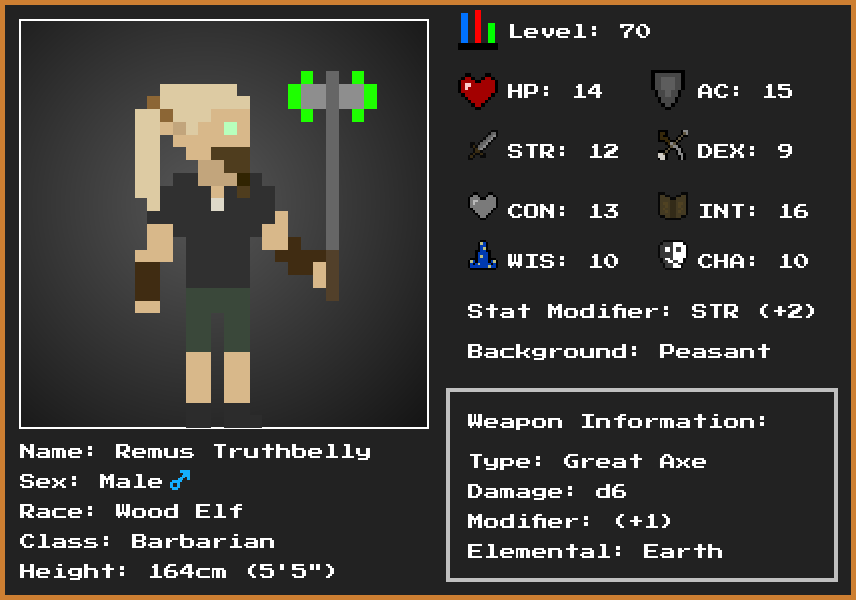 Level: 70
HP: 14
AC: 15
STR: 12
DEX: 9
CON: 13
INT: 16
WIS: 10
CHA: 10
Stat Modifier: STR (+2)
Background: Peasant
Weapon Information:
Type: Great Axe
Damage: d6
Modifier: (+1)
Elemental: Earth
Name: Remus Truthbelly
Sex: Male ♂
Race: Wood Elf
Class: Barbarian
Height: 164cm (5'5")